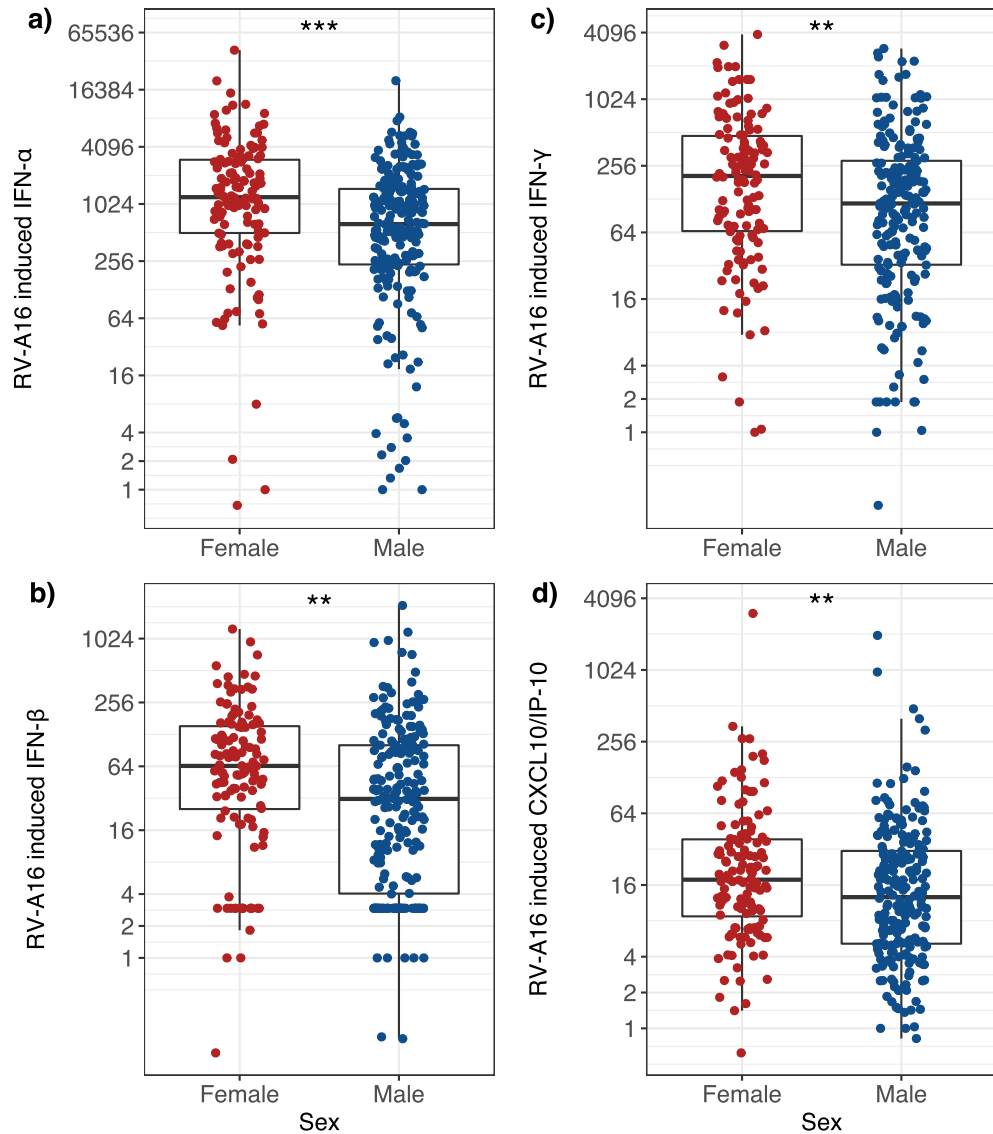 a)
***
RV-A16 induced IFN-α
65536
16384
4096
1024
256
64
16
4
2
1
Female
Male
c)
**
RV-A16 induced IFN-γ
4096
1024
256
64
16
4
2
1
Female
Male
b)
**
RV-A16 induced IFN-β
1024
256
64
16
4
2
1
Female
Male
Sex
d)
**
RV-A16 induced CXCL10/IP-10
4096
1024
256
64
16
4
2
1
Female
Male
Sex